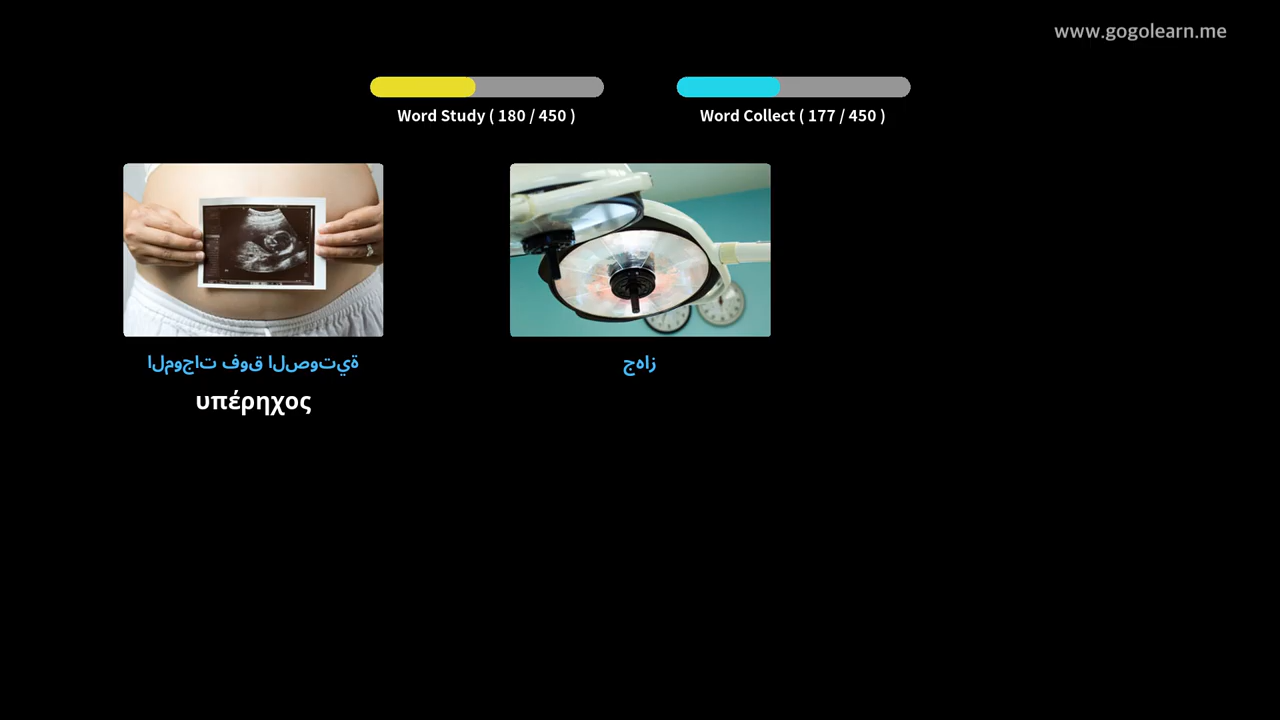 www.gogolearn.me
Word Study ( 180 / 450 )
Word Collect ( 177 / 450 )
الموجات فوق الصوتية
υπέρηχος
جهاز